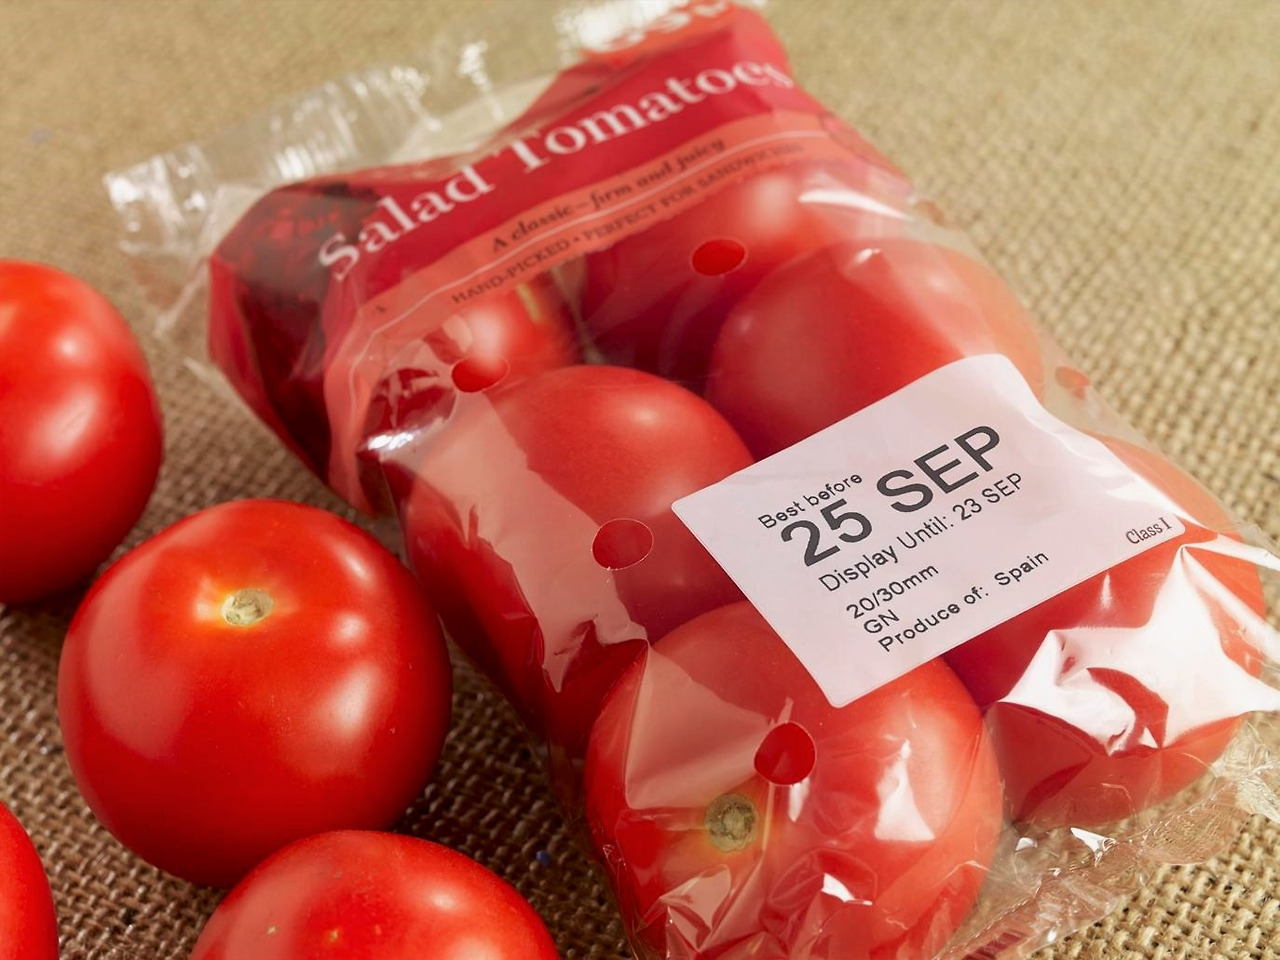 Salad Tomatoes
A classic – firm and juicy
HAND-PICKED • PERFECT FOR SANDWICHES
Best before
25 SEP
Display Until: 23 SEP
20/30mm
GN
Produce of: Spain
Class I